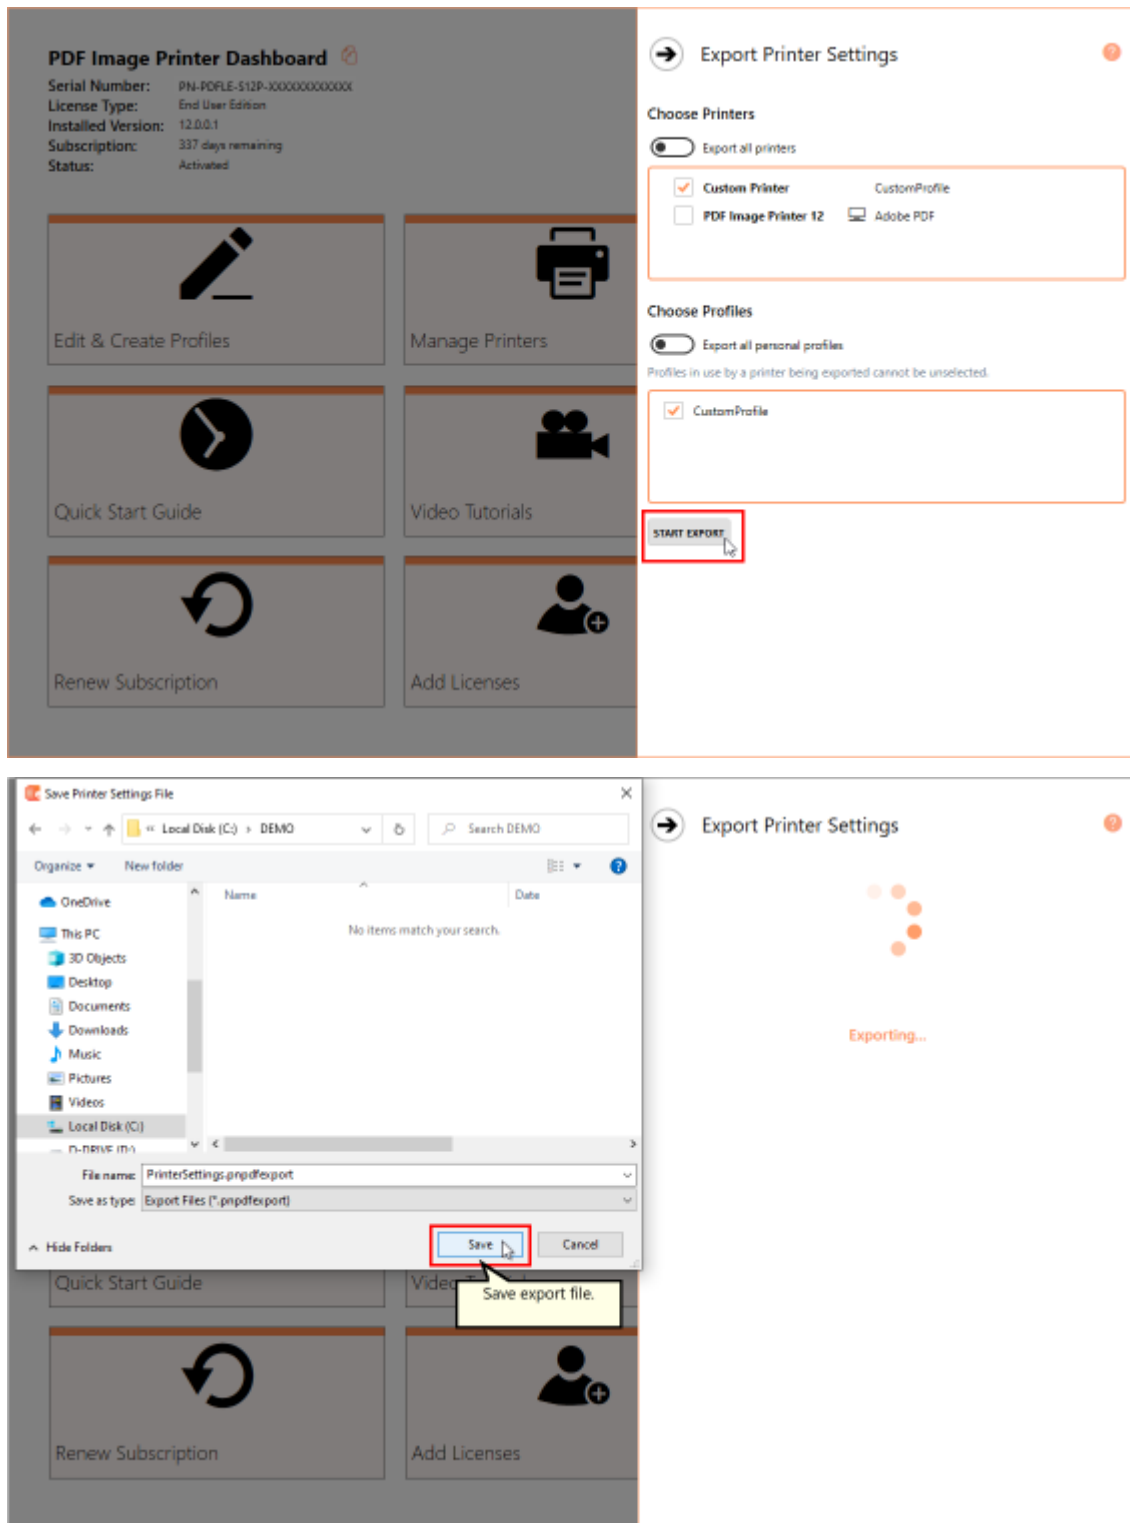 PDF Image Printer Dashboard
Serial Number: PN-PDFLE-S12P-XXXXXXXXXXXX
License Type: End User Edition
Installed Version: 12.0.0.1
Subscription: 337 days remaining
Status: Activated
Edit & Create Profiles
Manage Printers
Quick Start Guide
Video Tutorials
Renew Subscription
Add Licenses
Export Printer Settings
?
Choose Printers
Export all printers
Custom Printer CustomProfile
PDF Image Printer 12 Adobe PDF
Choose Profiles
Export all personal profiles
Profiles in use by a printer being exported cannot be unselected.
CustomProfile
START EXPORT
Save Printer Settings File
« Local Disk (C:) › DEMO
Search DEMO
Organize
New folder
?
Name
Date
No items match your search.
OneDrive
This PC
3D Objects
Desktop
Documents
Downloads
Music
Pictures
Videos
Local Disk (C:)
D-DRIVE (D:)
File name: PrinterSettings.pnpdfexport
Save as type: Export Files (*.pnpdfexport)
Hide Folders
Save
Cancel
Save export file.
Quick Start Guide
Renew Subscription
Add Licenses
Export Printer Settings
?
Exporting...